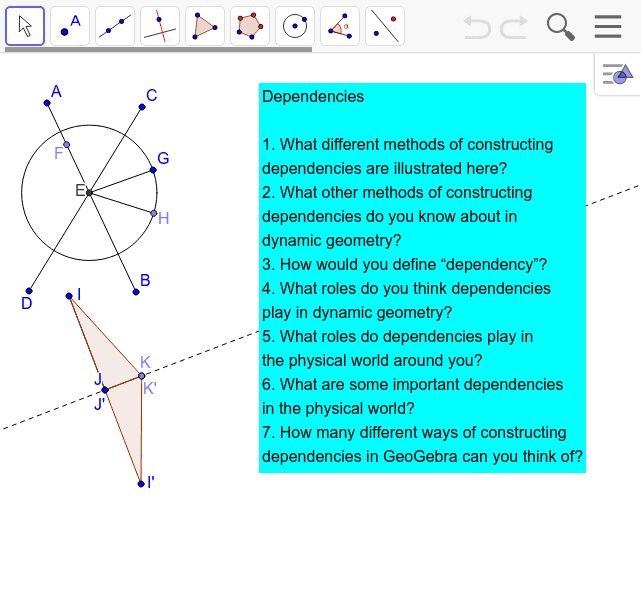 A
α
Dependencies
1. What different methods of constructing
dependencies are illustrated here?
2. What other methods of constructing
dependencies do you know about in
dynamic geometry?
3. How would you define “dependency”?
4. What roles do you think dependencies
play in dynamic geometry?
5. What roles do dependencies play in
the physical world around you?
6. What are some important dependencies
in the physical world?
7. How many different ways of constructing
dependencies in GeoGebra can you think of?
A
C
F
G
E
H
D
B
I
K
J
K'
J'
I'